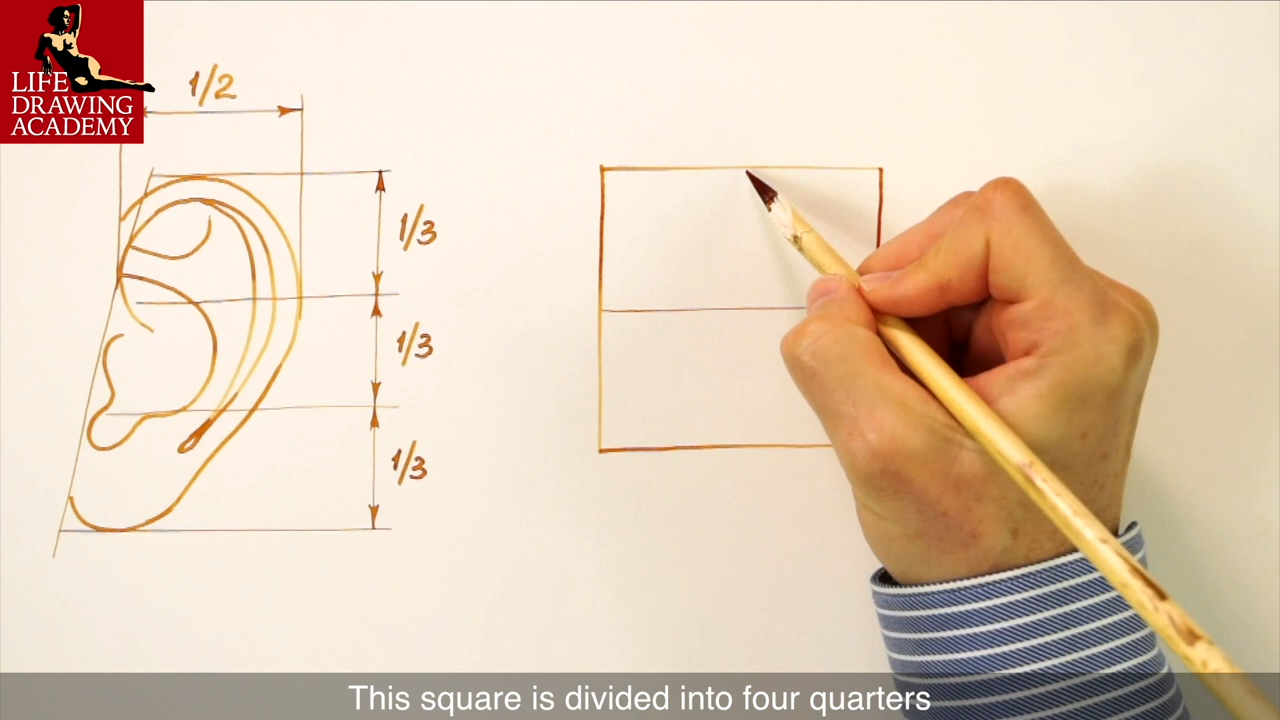 LIFE
DRAWING
ACADEMY
1/2
1/3
1/3
1/3
This square is divided into four quarters